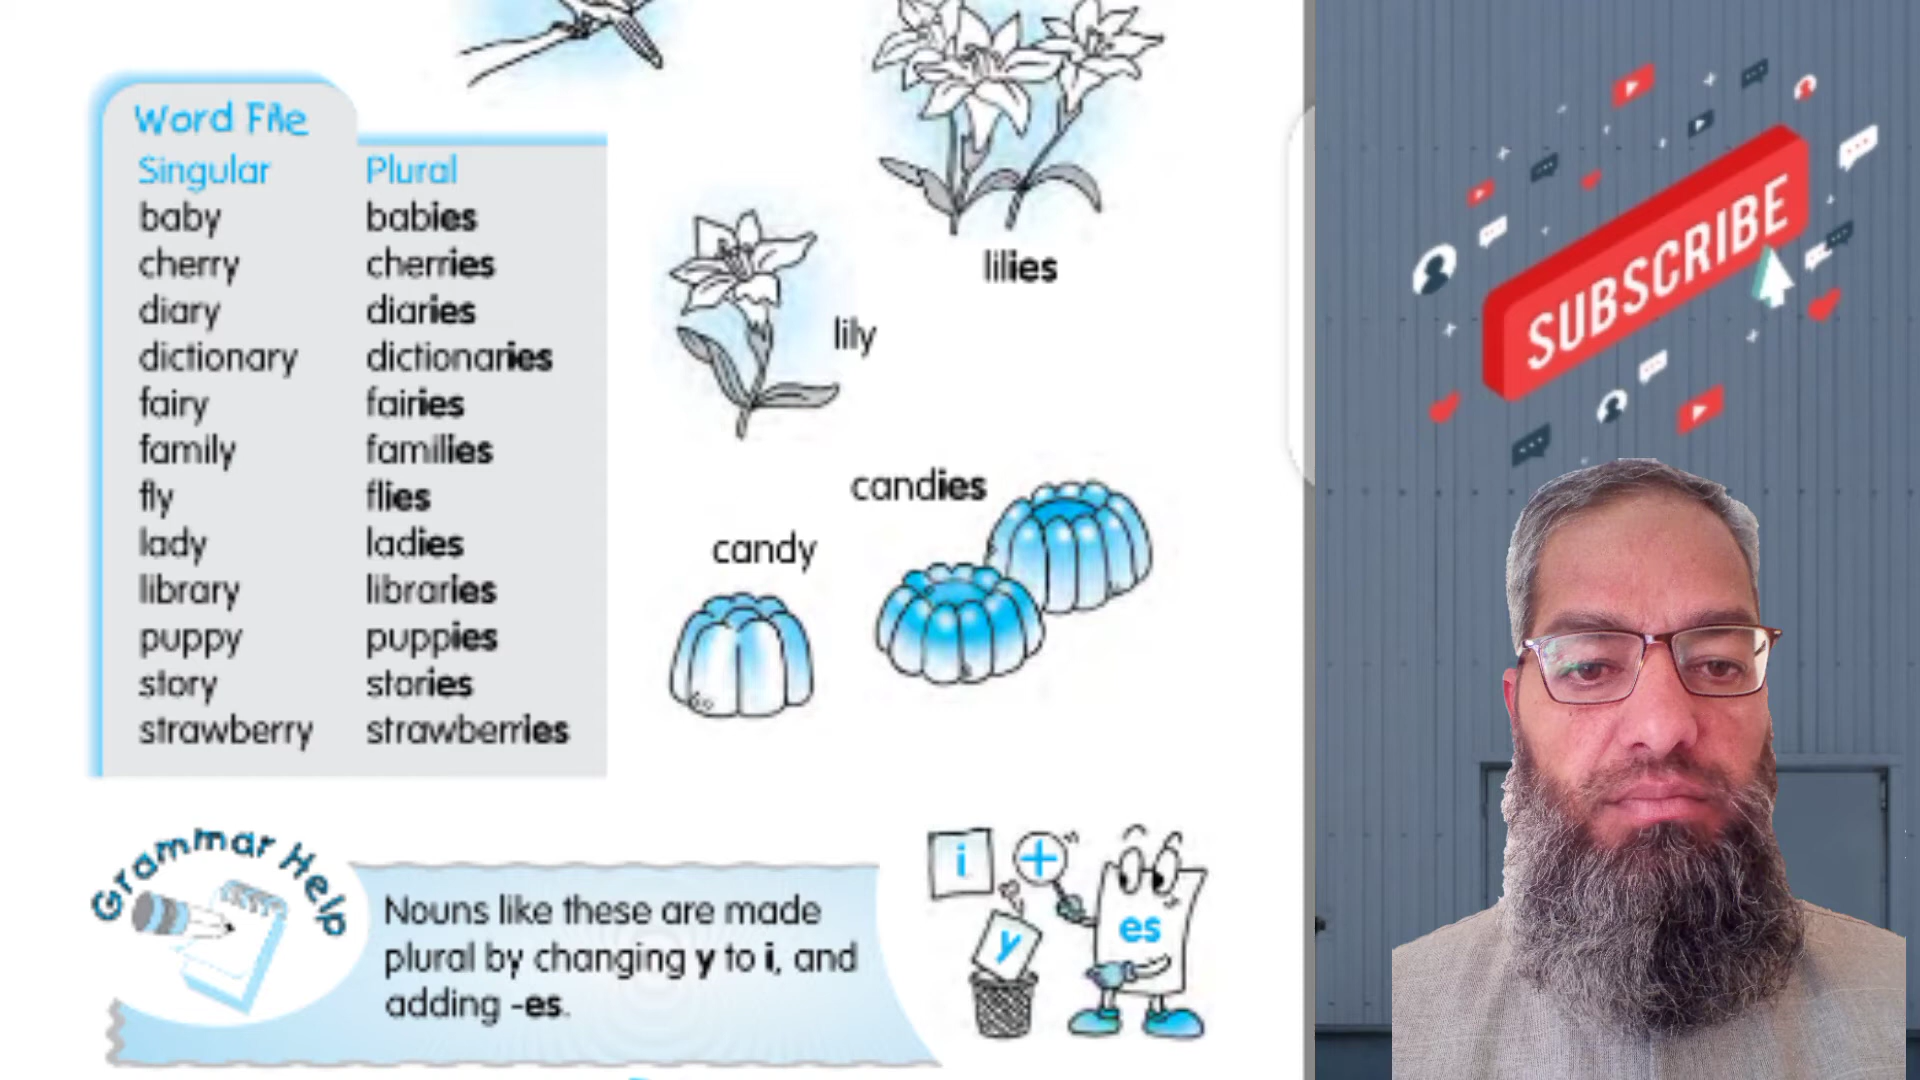 Word File
Singular Plural
baby babies
cherry cherries
diary diaries
dictionary dictionaries
fairy fairies
family families
fly flies
lady ladies
library libraries
puppy puppies
story stories
strawberry strawberries
lilies
lily
candies
candy
Grammar Help
Nouns like these are made
plural by changing y to i, and
adding -es.
i +
y
es
SUBSCRIBE